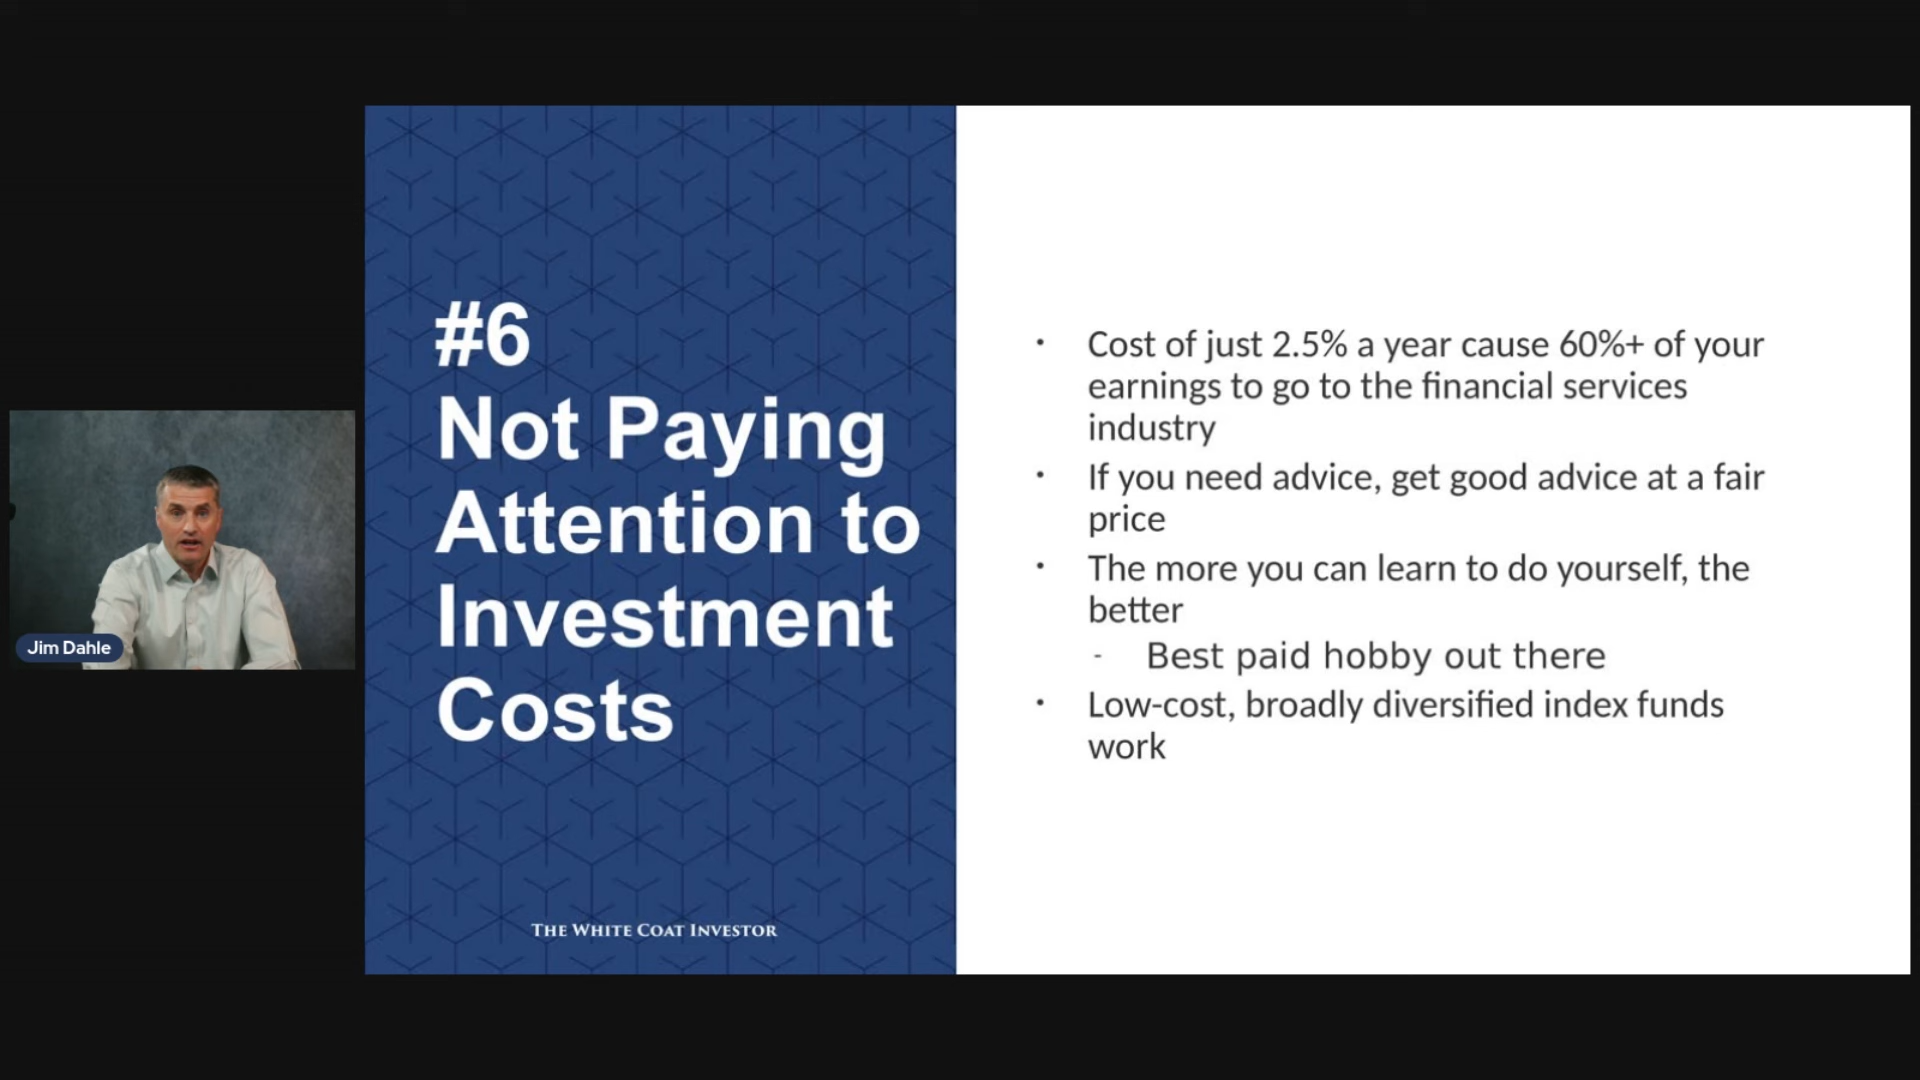 #6
Not Paying
Attention to
Investment
Costs
THE WHITE COAT INVESTOR
• Cost of just 2.5% a year cause 60%+ of your
earnings to go to the financial services
industry
• If you need advice, get good advice at a fair
price
• The more you can learn to do yourself, the
better
- Best paid hobby out there
• Low-cost, broadly diversified index funds
work
Jim Dahle